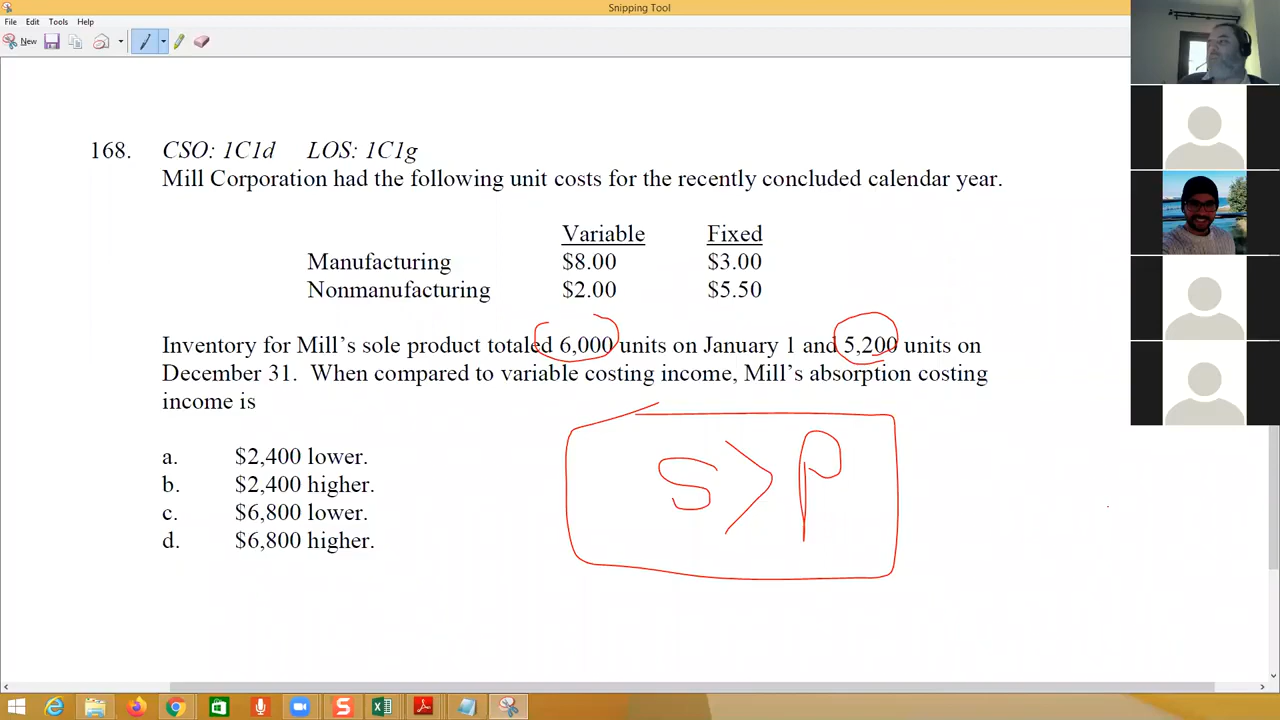 Snipping Tool
File Edit Tools Help
New
168. CSO: 1C1d LOS: 1C1g
Mill Corporation had the following unit costs for the recently concluded calendar year.
Variable Fixed
Manufacturing $8.00 $3.00
Nonmanufacturing $2.00 $5.50
Inventory for Mill’s sole product totaled 6,000 units on January 1 and 5,200 units on
December 31. When compared to variable costing income, Mill’s absorption costing
income is
a. $2,400 lower.
b. $2,400 higher.
c. $6,800 lower.
d. $6,800 higher.
S > P